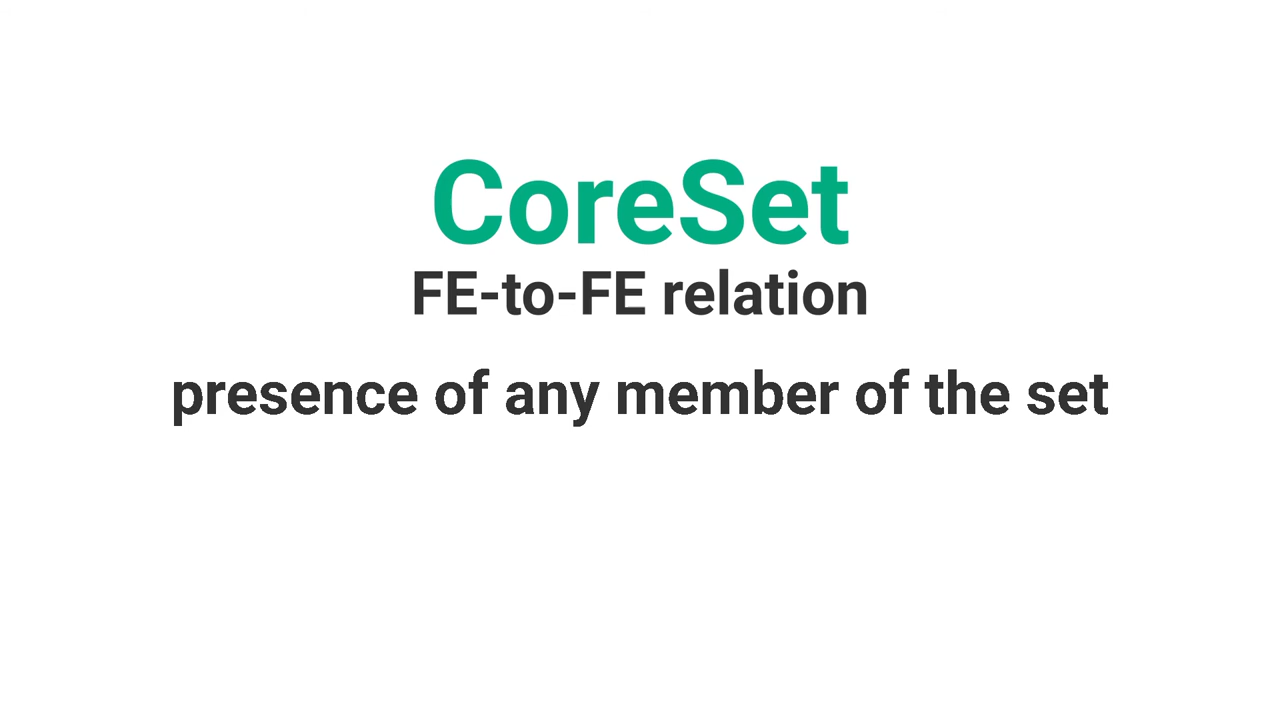 CoreSet
FE-to-FE relation
presence of any member of the set